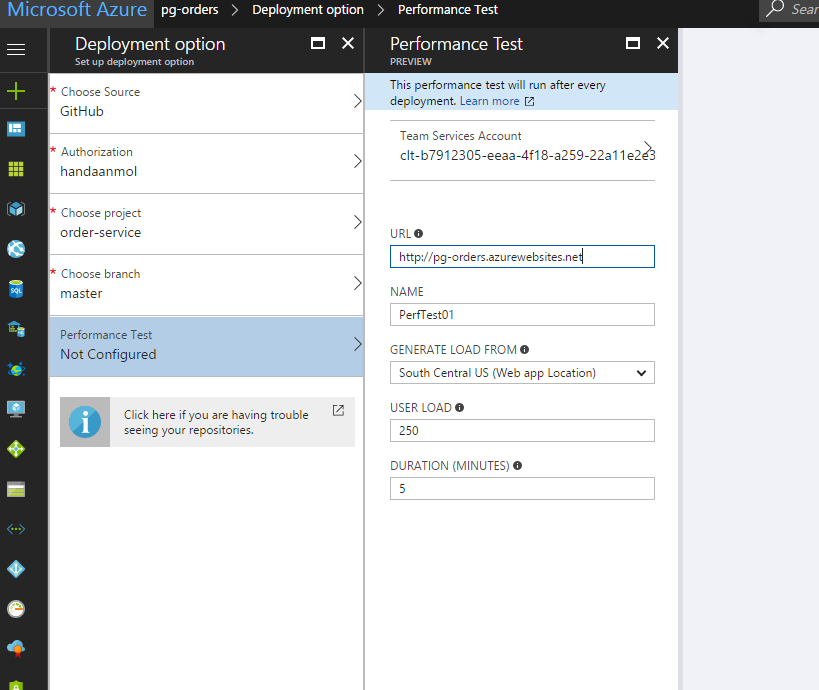 Microsoft Azure pg-orders > Deployment option > Performance Test Sear
Deployment option
Set up deployment option
* Choose Source
GitHub
* Authorization
handaanmol
* Choose project
order-service
* Choose branch
master
Performance Test
Not Configured
Click here if you are having trouble
seeing your repositories.
Performance Test
PREVIEW
This performance test will run after every
deployment. Learn more
Team Services Account
clt-b7912305-eeaa-4f18-a259-22a11e2e3
URL
http://pg-orders.azurewebsites.net
NAME
PerfTest01
GENERATE LOAD FROM
South Central US (Web app Location)
USER LOAD
250
DURATION (MINUTES)
5
SQL